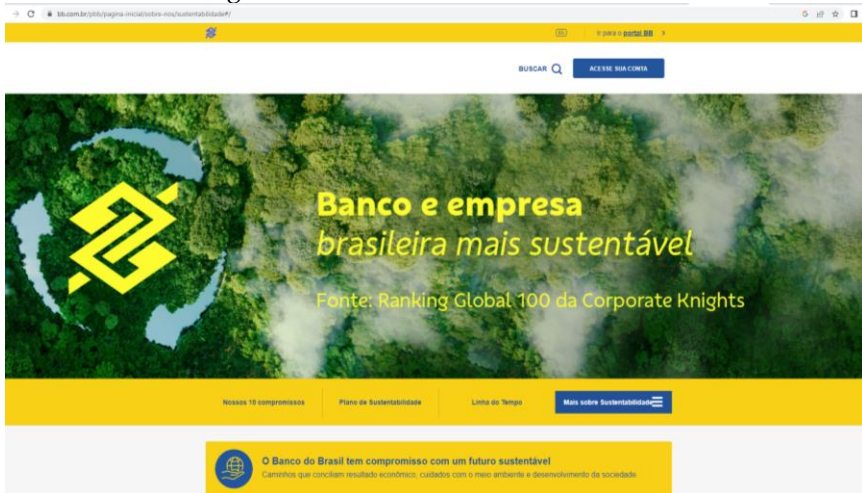 bb.com.br/pbb/pagina-inicial/sobre-nos/sustentabilidade#/
EN
Ir para o portal BB >
BUSCAR
ACESSE SUA CONTA
Banco e empresa
brasileira mais sustentável
Fonte: Ranking Global 100 da Corporate Knights
Nossos 10 compromissos
Plano de Sustentabilidade
Linha do Tempo
Mais sobre Sustentabilidade
O Banco do Brasil tem compromisso com um futuro sustentável
Caminhos que conciliam resultado econômico, cuidados com o meio ambiente e desenvolvimento da sociedade